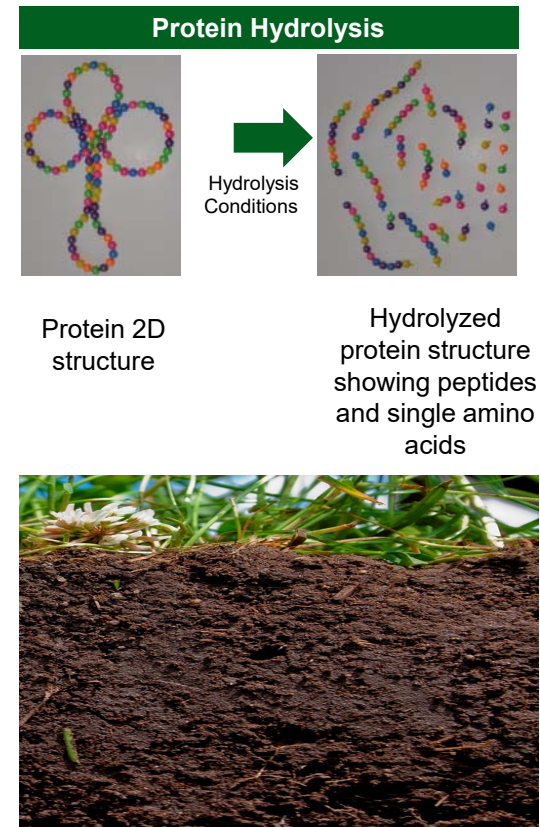 Protein Hydrolysis
Hydrolysis
Conditions
Protein 2D
structure
Hydrolyzed
protein structure
showing peptides
and single amino
acids